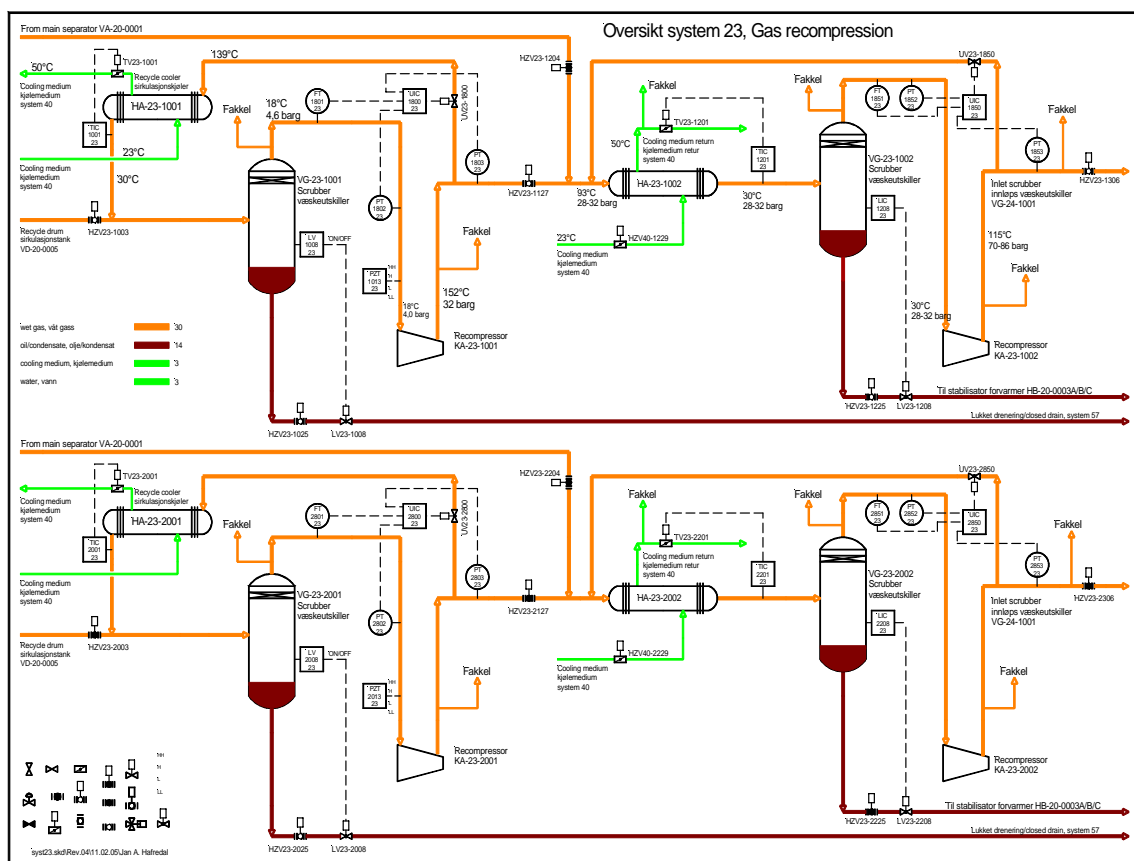 Oversikt system 23, Gas recompression
From main separator VA-20-0001
50°C
TV23-1001
139°C
Cooling medium
kjølemedium
system 40
Recycle cooler
sirkulasjonskjøler
HA-23-1001
TIC
1001
23
23°C
Cooling medium
kjølemedium
system 40
30°C
Recycle drum
sirkulasjonstank
VD-20-0005
HZV23-1003
Fakkel
18°C
4,6 barg
FT
1801
23
UIC
1800
23
UV23-1800
PT
1803
23
PT
1802
23
VG-23-1001
Scrubber
væskeutskiller
LV
1008
23
ON/OFF
PZT
1013
23
HH
H
L
LL
18°C
4,0 barg
152°C
32 barg
Fakkel
Recompressor
KA-23-1001
HZV23-1127
HZV23-1204
Fakkel
TV23-1201
50°C
Cooling medium return
kjølemedium retur
system 40
TIC
1201
23
HA-23-1002
93°C
28-32 barg
30°C
28-32 barg
23°C
HZV40-1229
Cooling medium
kjølemedium
system 40
Fakkel
FT
1851
23
PT
1852
23
UIC
1850
23
UV23-1850
PT
1853
23
Fakkel
HZV23-1306
VG-23-1002
Scrubber
væskeutskiller
LIC
1208
23
Inlet scrubber
innløps væskeutskiller
VG-24-1001
115°C
70-86 barg
Fakkel
30°C
28-32 barg
Recompressor
KA-23-1002
wet gas, våt gass
30
oil/condensate, olje/kondensat
14
cooling medium, kjølemedium
3
water, vann
3
HZV23-1025
LV23-1008
HZV23-1225
LV23-1208
Til stabilisator forvarmer HB-20-0003A/B/C
Lukket drenering/closed drain, system 57
From main separator VA-20-0001
TV23-2001
Cooling medium
kjølemedium
system 40
Recycle cooler
sirkulasjonskjøler
HA-23-2001
TIC
2001
23
Cooling medium
kjølemedium
system 40
Recycle drum
sirkulasjonstank
VD-20-0005
HZV23-2003
Fakkel
FT
2801
23
UIC
2800
23
UV23-2800
PT
2803
23
PT
2802
23
VG-23-2001
Scrubber
væskeutskiller
LV
2008
23
ON/OFF
PZT
2013
23
HH
H
L
LL
Fakkel
Recompressor
KA-23-2001
HZV23-2127
HZV23-2204
Fakkel
TV23-2201
Cooling medium return
kjølemedium retur
system 40
TIC
2201
23
HA-23-2002
HZV40-2229
Cooling medium
kjølemedium
system 40
Fakkel
FT
2851
23
PT
2852
23
UIC
2850
23
UV23-2850
PT
2853
23
Fakkel
HZV23-2306
VG-23-2002
Scrubber
væskeutskiller
LIC
2208
23
Inlet scrubber
innløps væskeutskiller
VG-24-1001
Fakkel
Recompressor
KA-23-2002
HH
H
L
LL
HZV23-2025
LV23-2008
HZV23-2225
LV23-2208
Til stabilisator forvarmer HB-20-0003A/B/C
Lukket drenering/closed drain, system 57
syst23.skd\Rev.04\11.02.05\Jan A. Hafredal